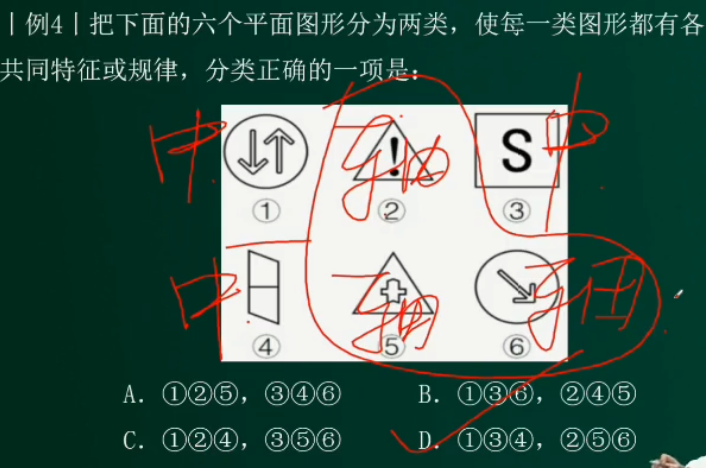 |例4|把下面的六个平面图形分为两类,使每一类图形都有各
共同特征或规律,分类正确的一项是:
中 轴 中
! S
① ② ③
中 轴 轴
④ ⑤ ⑥
A. ①②⑤,③④⑥ B. ①③⑥,②④⑤
C. ①②④,③⑤⑥ D. ①③④,②⑤⑥